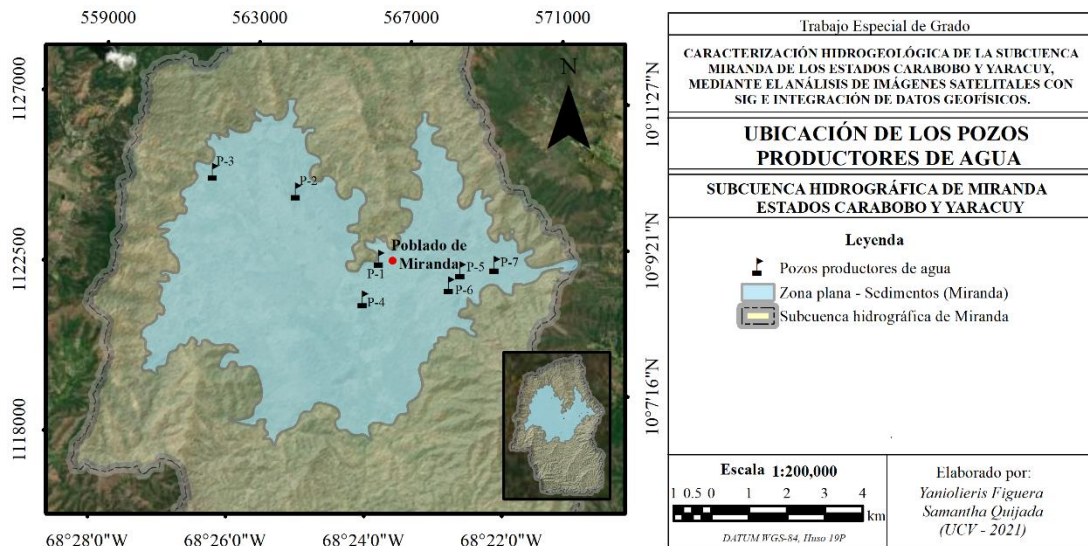 559000
563000
567000
571000
1127000
1122500
1118000
N
P-3
P-2
Poblado de
Miranda
P-1
P-5
P-7
P-6
P-4
10°11'27"N
10°9'21"N
10°7'16"N
68°28'0"W
68°26'0"W
68°24'0"W
68°22'0"W
Trabajo Especial de Grado
CARACTERIZACIÓN HIDROGEOLÓGICA DE LA SUBCUENCA
MIRANDA DE LOS ESTADOS CARABOBO Y YARACUY,
MEDIANTE EL ANÁLISIS DE IMÁGENES SATELITALES CON
SIG E INTEGRACIÓN DE DATOS GEOFÍSICOS.
UBICACIÓN DE LOS POZOS
PRODUCTORES DE AGUA
SUBCUENCA HIDROGRÁFICA DE MIRANDA
ESTADOS CARABOBO Y YARACUY
Leyenda
Pozos productores de agua
Zona plana - Sedimentos (Miranda)
Subcuenca hidrográfica de Miranda
Escala 1:200,000
1 0.5 0 1 2 3 4
km
DATUM WGS-84, Huso 19P
Elaborado por:
Yaniolieris Figuera
Samantha Quijada
(UCV - 2021)